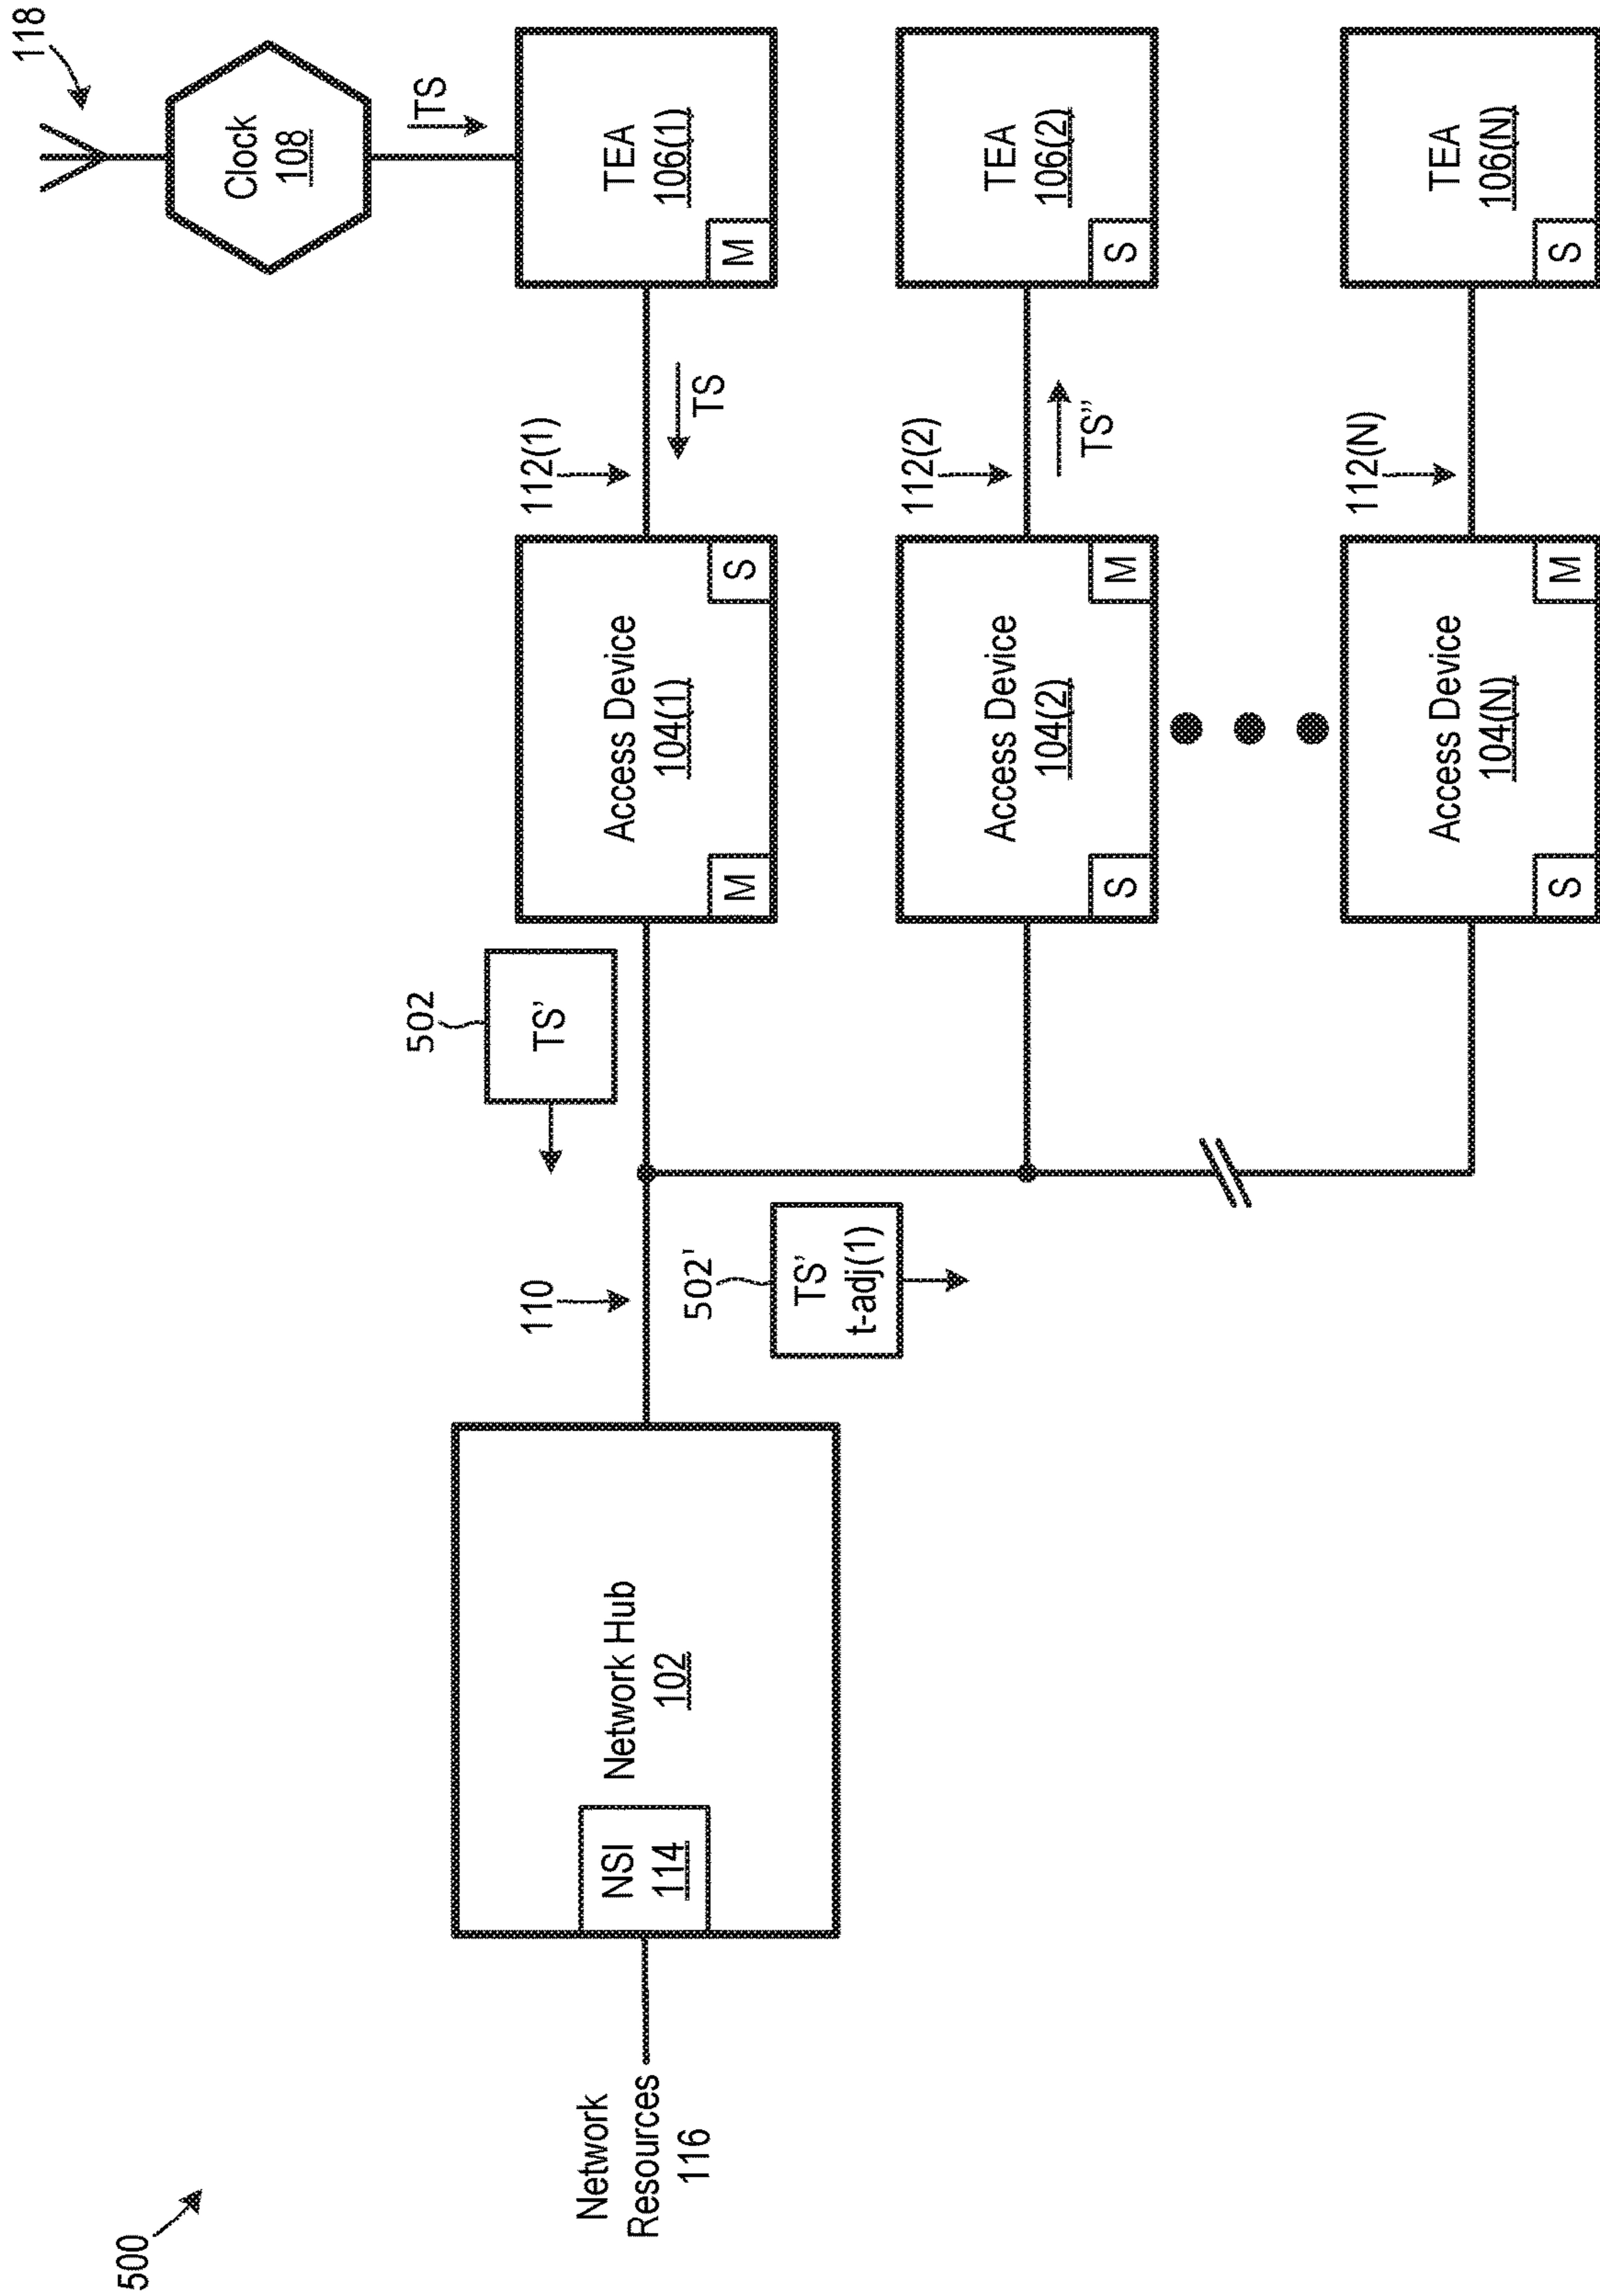 500
118
Clock
108
TS
Network
Resources
116
NSI
114
Network Hub
102
110
502
TS’
502'
TS’
t-adj(1)
M
Access Device
104(1)
S
112(1)
TS
M
TEA
106(1)
S
Access Device
104(2)
M
112(2)
TS’’
S
TEA
106(2)
S
Access Device
104(N)
M
112(N)
S
TEA
106(N)